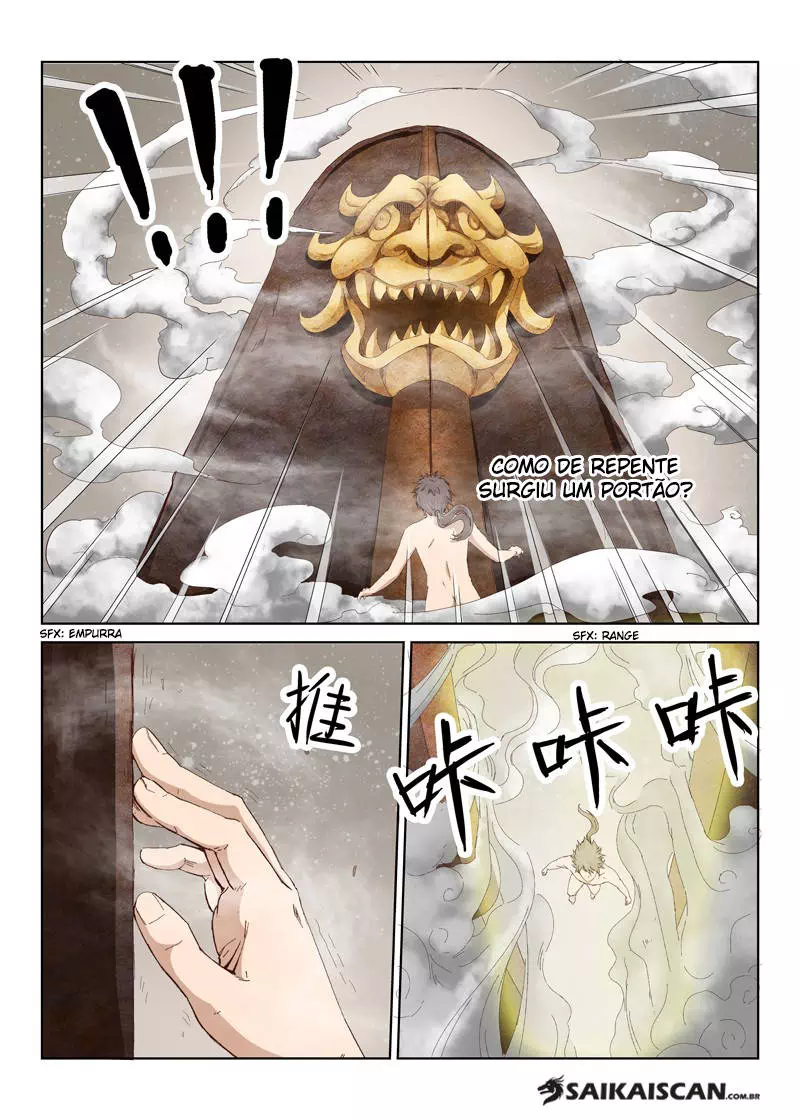 !!!
COMO DE REPENTE
SURGIU UM PORTÃO?
SFX: EMPURRA
SFX: RANGE
推
咔 咔 咔
SAIKAISCAN.COM.BR